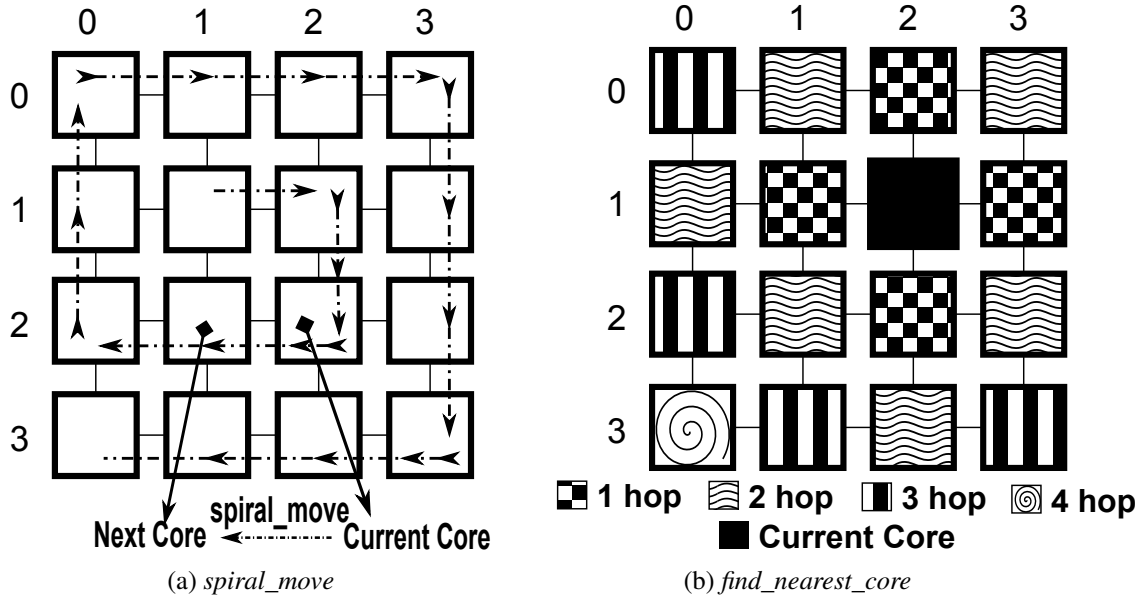 0 1 2 3
0
1
2
3
spiral_move
Next Core Current Core
(a) spiral_move
0 1 2 3
0
1
2
3
1 hop 2 hop 3 hop 4 hop
Current Core
(b) find_nearest_core